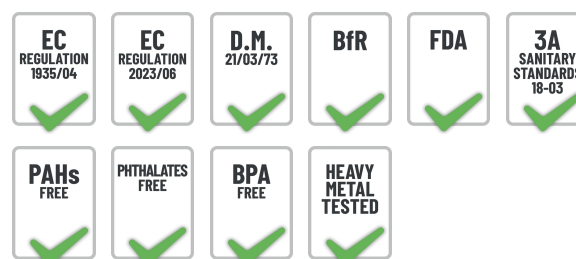 EC
REGULATION
1935/04
EC
REGULATION
2023/06
D.M.
21/03/73
BfR
FDA
3A
SANITARY
STANDARDS
18-03
PAHs
FREE
PHTHALATES
FREE
BPA
FREE
HEAVY
METAL
TESTED